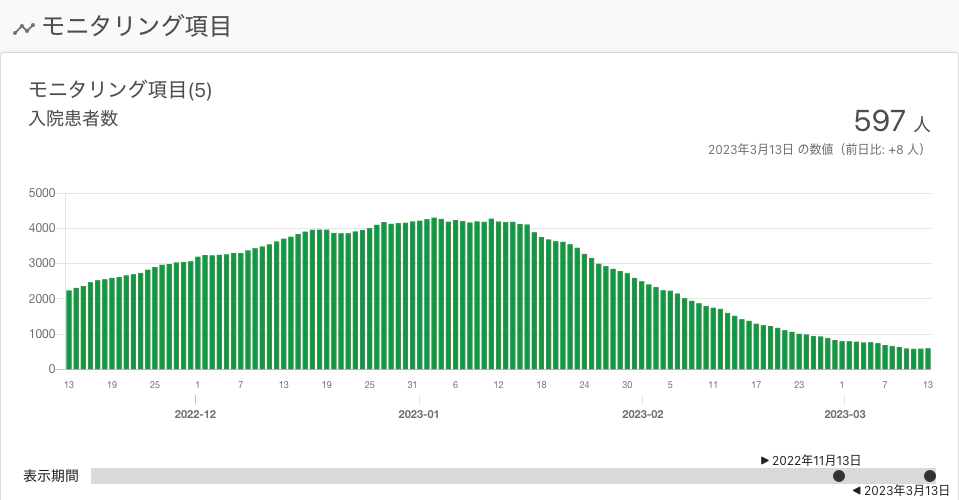 モニタリング項目
モニタリング項目(5)
入院患者数
597 人
2023年3月13日 の数値（前日比: +8 人）
5000
4000
3000
2000
1000
0
13 19 25 1 7 13 19 25 31 6 12 18 24 30 5 11 17 23 1 7 13
2022-12 2023-01 2023-02 2023-03
▶ 2022年11月13日
表示期間
◀ 2023年3月13日